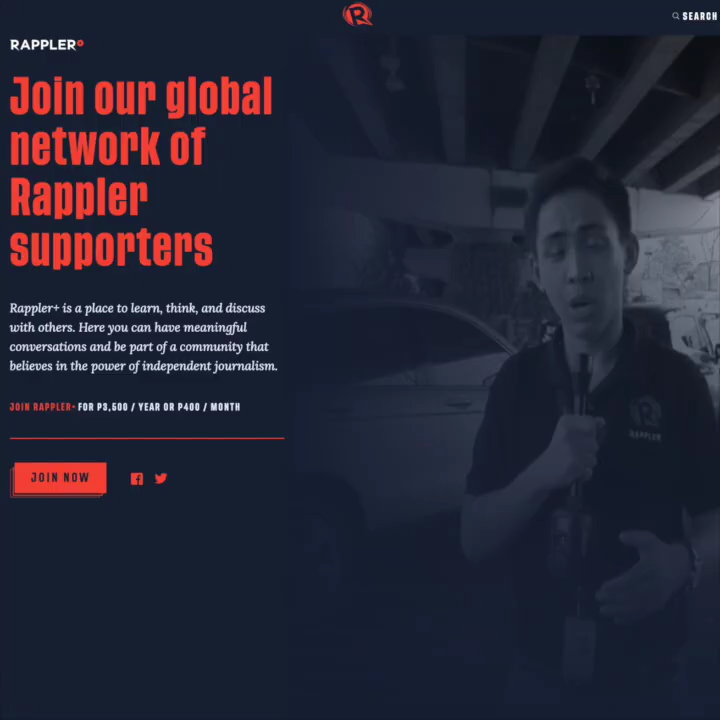 R
SEARCH
RAPPLER+
Join our global
network of
Rappler
supporters
Rappler+ is a place to learn, think, and discuss
with others. Here you can have meaningful
conversations and be part of a community that
believes in the power of independent journalism.
JOIN RAPPLER+ FOR P3,500 / YEAR OR P400 / MONTH
R
RAPPLER
JOIN NOW